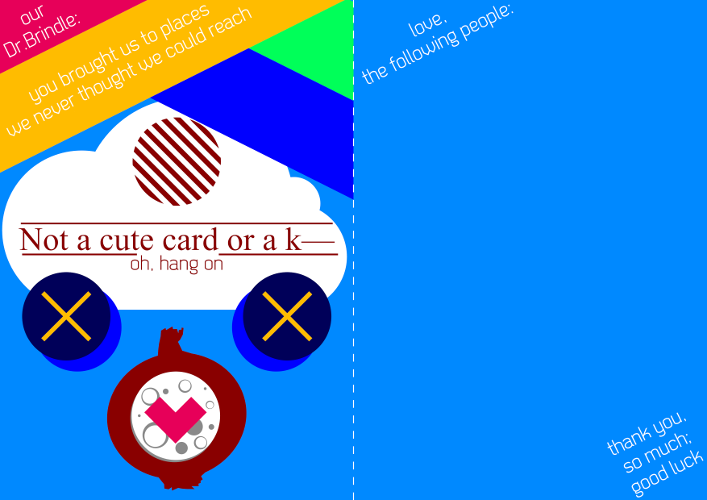 our
Dr.Brindle:
you brought us to places
we never thought we could reach
Not a cute card or a k—
oh, hang on
love,
the following people:
thank you,
so much;
good luck